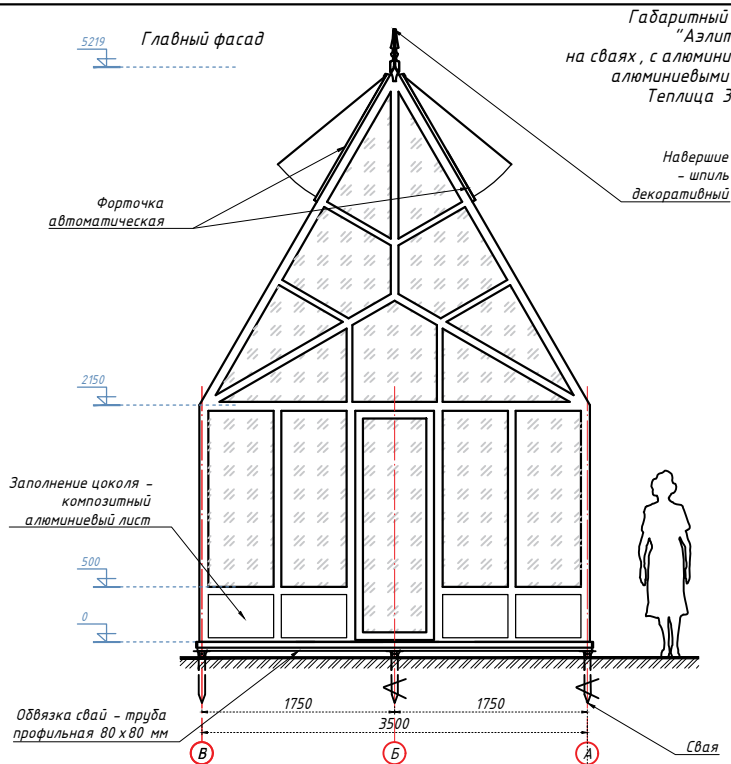 Главный фасад
Габаритный
"Аэлит
на сваях, с алюмини
алюминиевыми
Теплица 3
5219
Навершие
- шпиль
декоративный
Форточка
автоматическая
2150
Заполнение цоколя -
композитный
алюминиевый лист
500
0
1750
1750
3500
Обвязка свай - труба
профильная 80 х 80 мм
Свая
В
Б
А